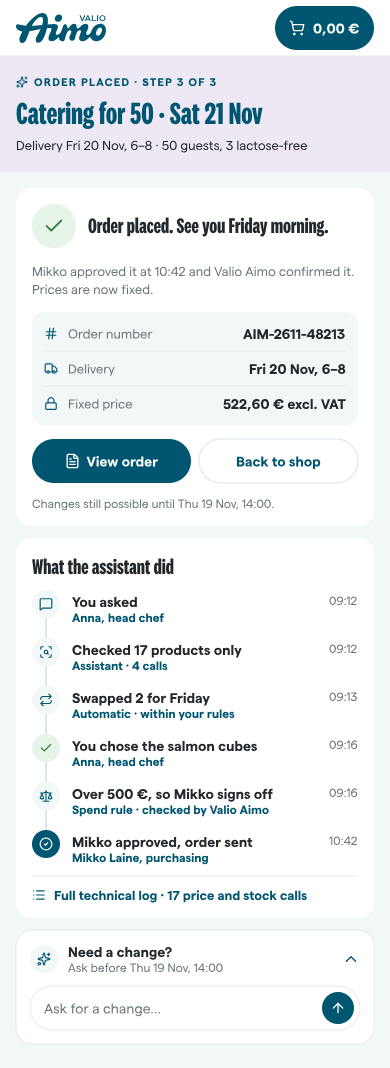 VALIO
Aimo
0,00 €
ORDER PLACED · STEP 3 OF 3
Catering for 50 · Sat 21 Nov
Delivery Fri 20 Nov, 6–8 · 50 guests, 3 lactose-free
Order placed. See you Friday morning.
Mikko approved it at 10:42 and Valio Aimo confirmed it.
Prices are now fixed.
Order number AIM-2611-48213
Delivery Fri 20 Nov, 6–8
Fixed price 522,60 € excl. VAT
View order Back to shop
Changes still possible until Thu 19 Nov, 14:00.
What the assistant did
You asked 09:12
Anna, head chef
Checked 17 products only 09:12
Assistant · 4 calls
Swapped 2 for Friday 09:13
Automatic · within your rules
You chose the salmon cubes 09:16
Anna, head chef
Over 500 €, so Mikko signs off 09:16
Spend rule · checked by Valio Aimo
Mikko approved, order sent 10:42
Mikko Laine, purchasing
Full technical log · 17 price and stock calls
Need a change?
Ask before Thu 19 Nov, 14:00
Ask for a change...